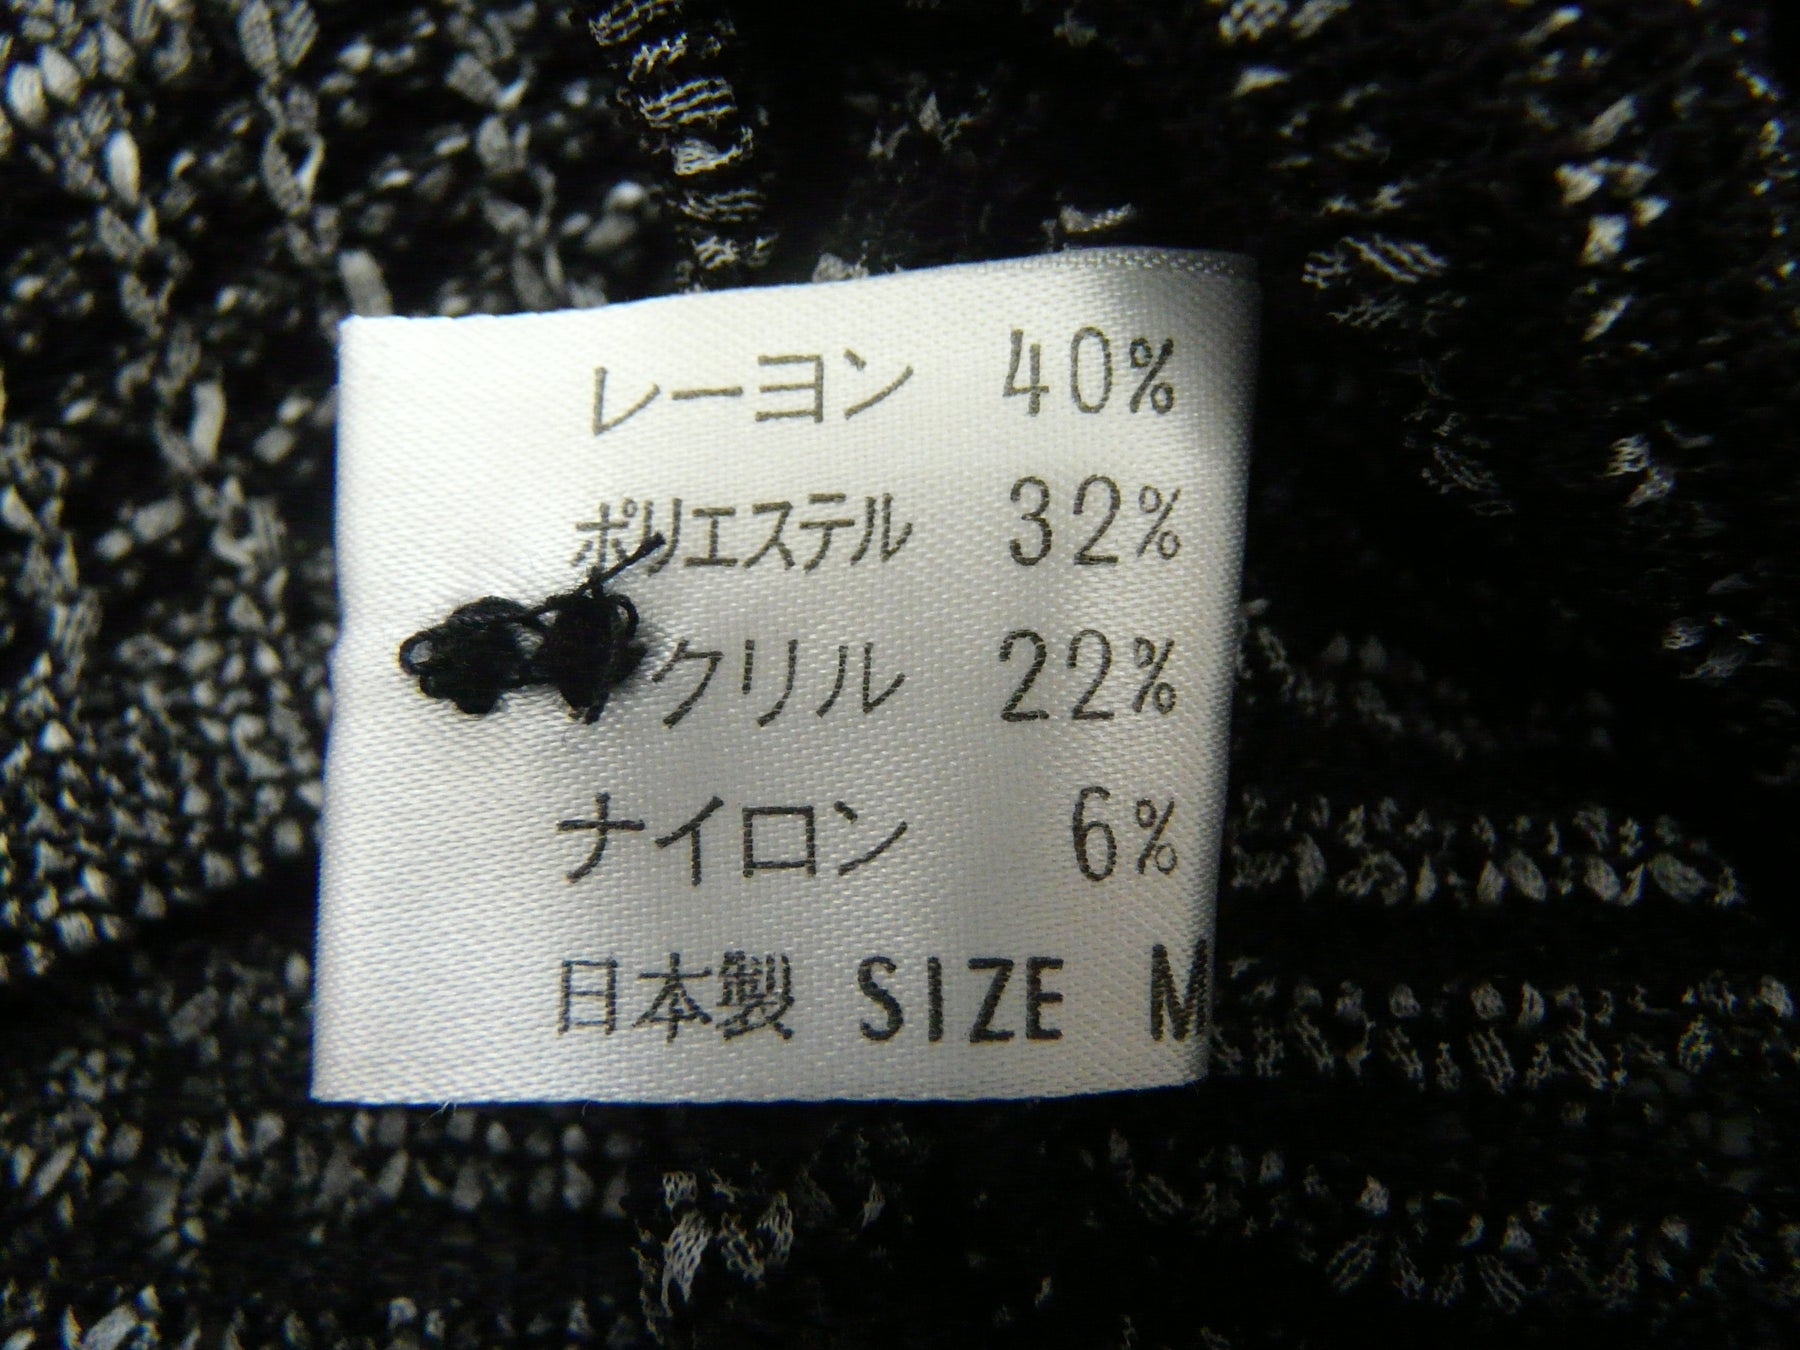 レーヨン 40%
ポリエステル 32%
クリル 22%
ナイロン 6%
日本製 SIZE M